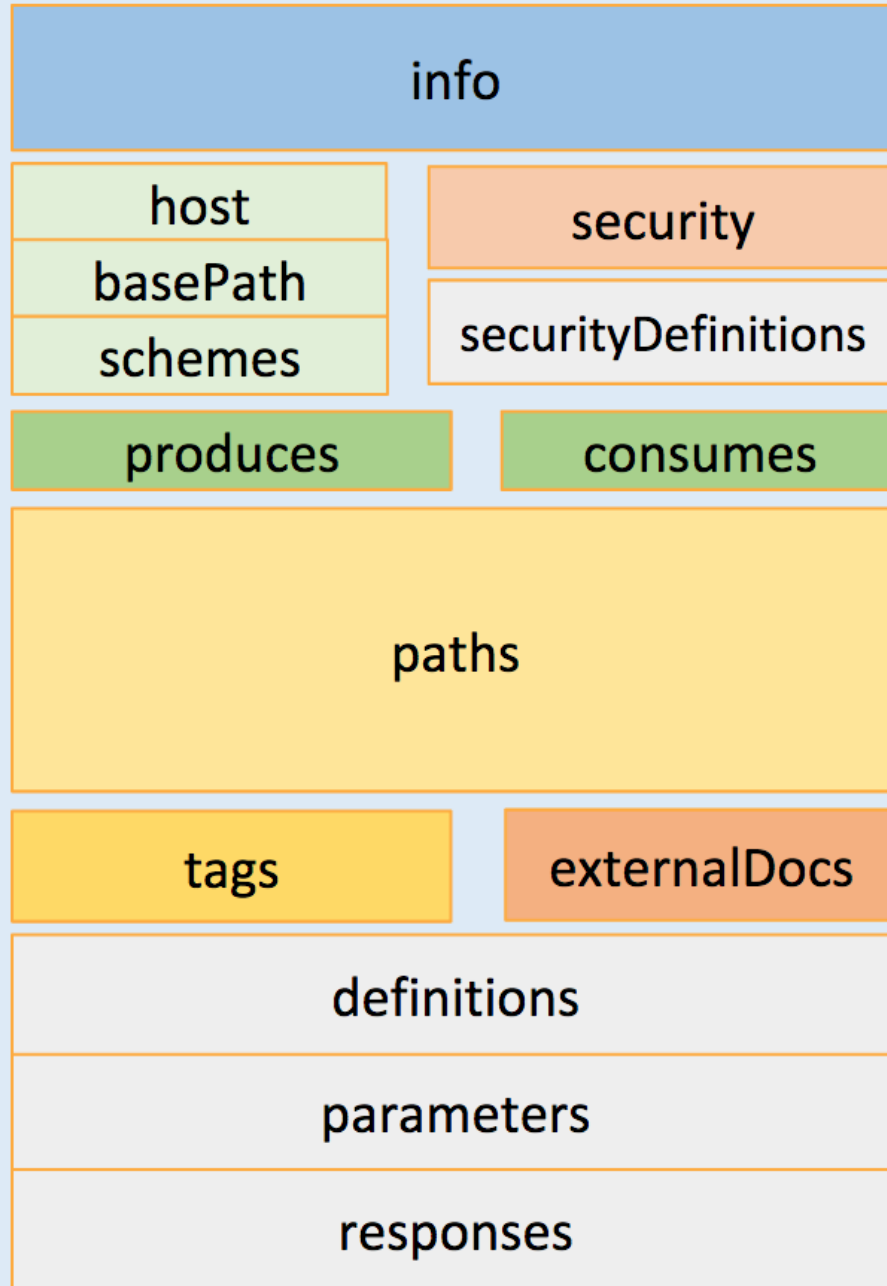 info
host
security
basePath
securityDefinitions
schemes
produces
consumes
paths
tags
externalDocs
definitions
parameters
responses